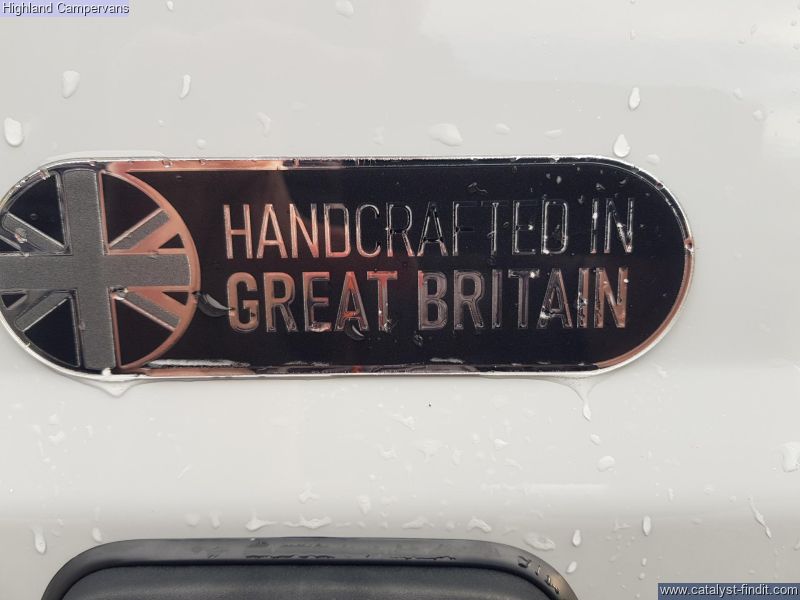 Highland Campervans
HANDCRAFTED IN
GREAT BRITAIN
www.catalyst-findit.com